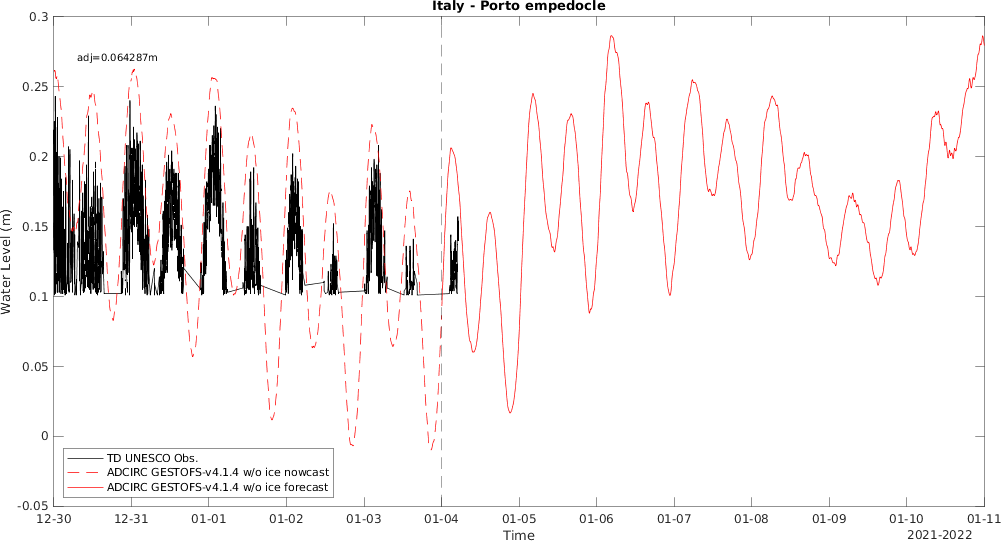 Italy - Porto empedocle
adj=0.064287m
0.3
0.25
0.2
0.15
0.1
0.05
0
-0.05
Water Level (m)
TD UNESCO Obs.
ADCIRC GESTOFS-v4.1.4 w/o ice nowcast
ADCIRC GESTOFS-v4.1.4 w/o ice forecast
12-30 12-31 01-01 01-02 01-03 01-04 01-05 01-06 01-07 01-08 01-09 01-10 01-11
Time
2021-2022